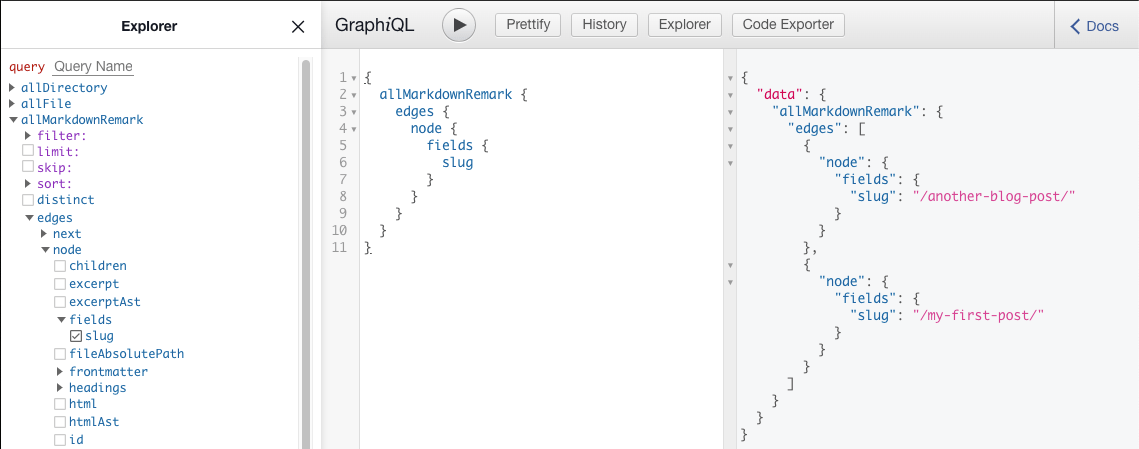 Explorer
query Query Name
allDirectory
allFile
allMarkdownRemark
filter:
limit:
skip:
sort:
distinct
edges
next
node
children
excerpt
excerptAst
fields
slug
fileAbsolutePath
frontmatter
headings
html
htmlAst
id
GraphiQL Prettify History Explorer Code Exporter Docs
1 {
2 allMarkdownRemark {
3 edges {
4 node {
5 fields {
6 slug
7 }
8 }
9 }
10 }
11 }
{
"data": {
"allMarkdownRemark": {
"edges": [
{
"node": {
"fields": {
"slug": "/another-blog-post/"
}
}
},
{
"node": {
"fields": {
"slug": "/my-first-post/"
}
}
}
]
}
}
}